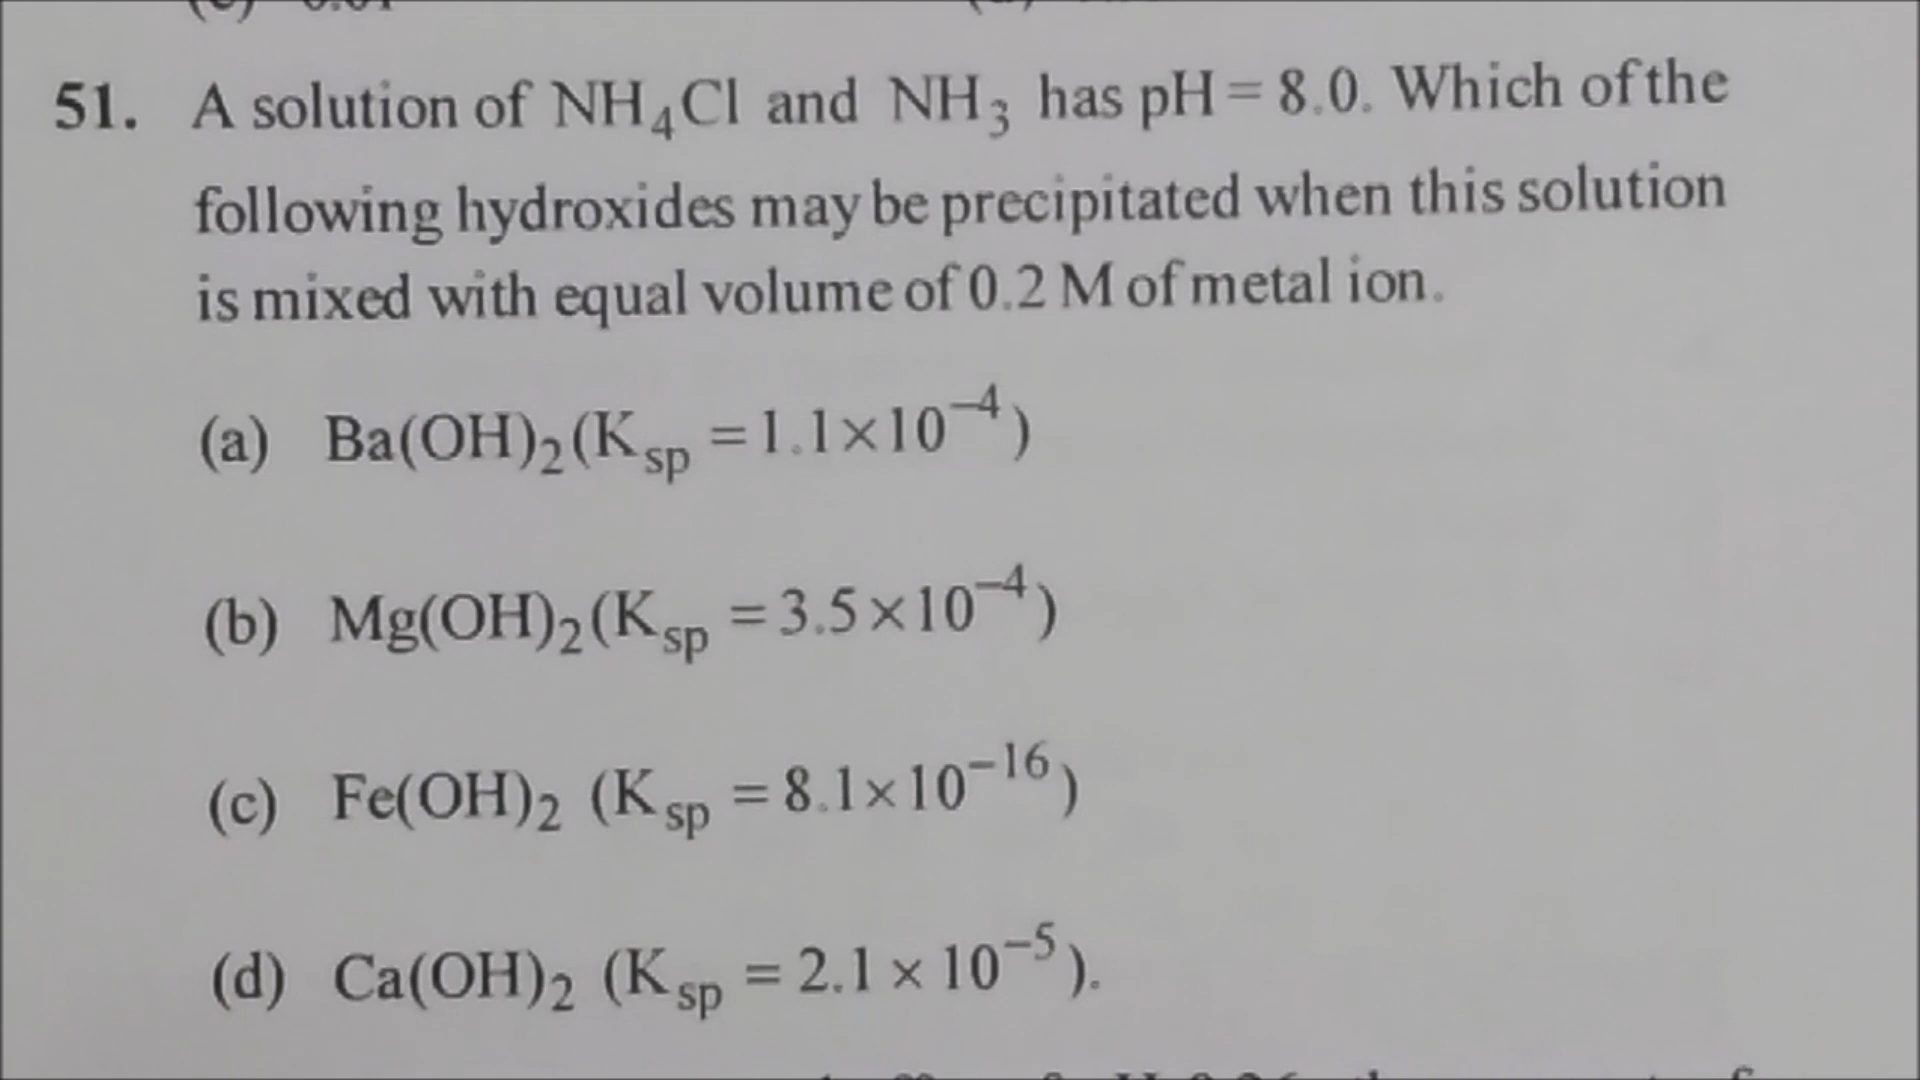 51. A solution of NH₄Cl and NH₃ has pH = 8.0. Which of the
following hydroxides may be precipitated when this solution
is mixed with equal volume of 0.2 M of metal ion.
(a) Ba(OH)₂ (Kₛₚ = 1.1×10⁻⁴)
(b) Mg(OH)₂ (Kₛₚ = 3.5×10⁻⁴)
(c) Fe(OH)₂ (Kₛₚ = 8.1×10⁻¹⁶)
(d) Ca(OH)₂ (Kₛₚ = 2.1 × 10⁻⁵).